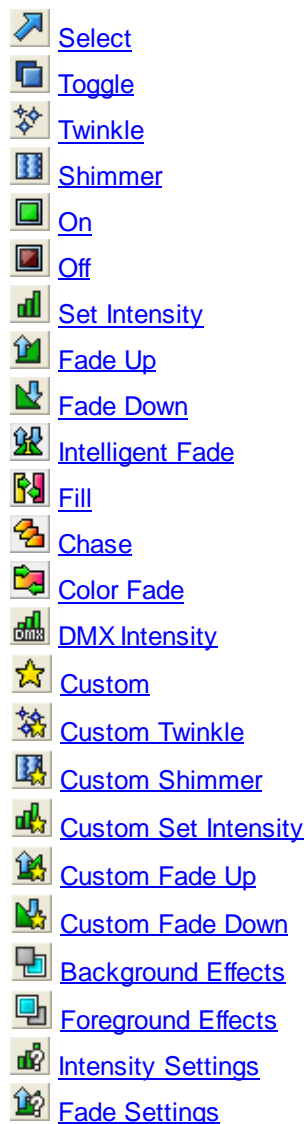 Select
Toggle
Twinkle
Shimmer
On
Off
Set Intensity
Fade Up
Fade Down
Intelligent Fade
Fill
Chase
Color Fade
DMX DMX Intensity
Custom
Custom Twinkle
Custom Shimmer
Custom Set Intensity
Custom Fade Up
Custom Fade Down
Background Effects
Foreground Effects
? Intensity Settings
? Fade Settings